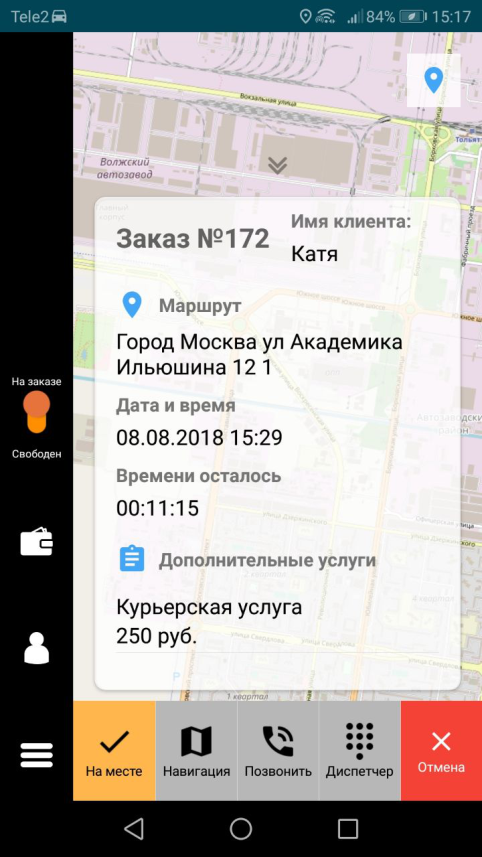 Tele2
84%
15:17
Вокзальная улица
Волжский
автозавод
Заказ №172
Имя клиента:
Катя
Маршрут
Город Москва ул Академика
Ильюшина 12 1
Дата и время
08.08.2018 15:29
Времени осталось
00:11:15
Дополнительные услуги
Курьерская услуга
250 руб.
На заказе
Свободен
1 квартал
На месте
Навигация
Позвонить
Диспетчер
Отмена